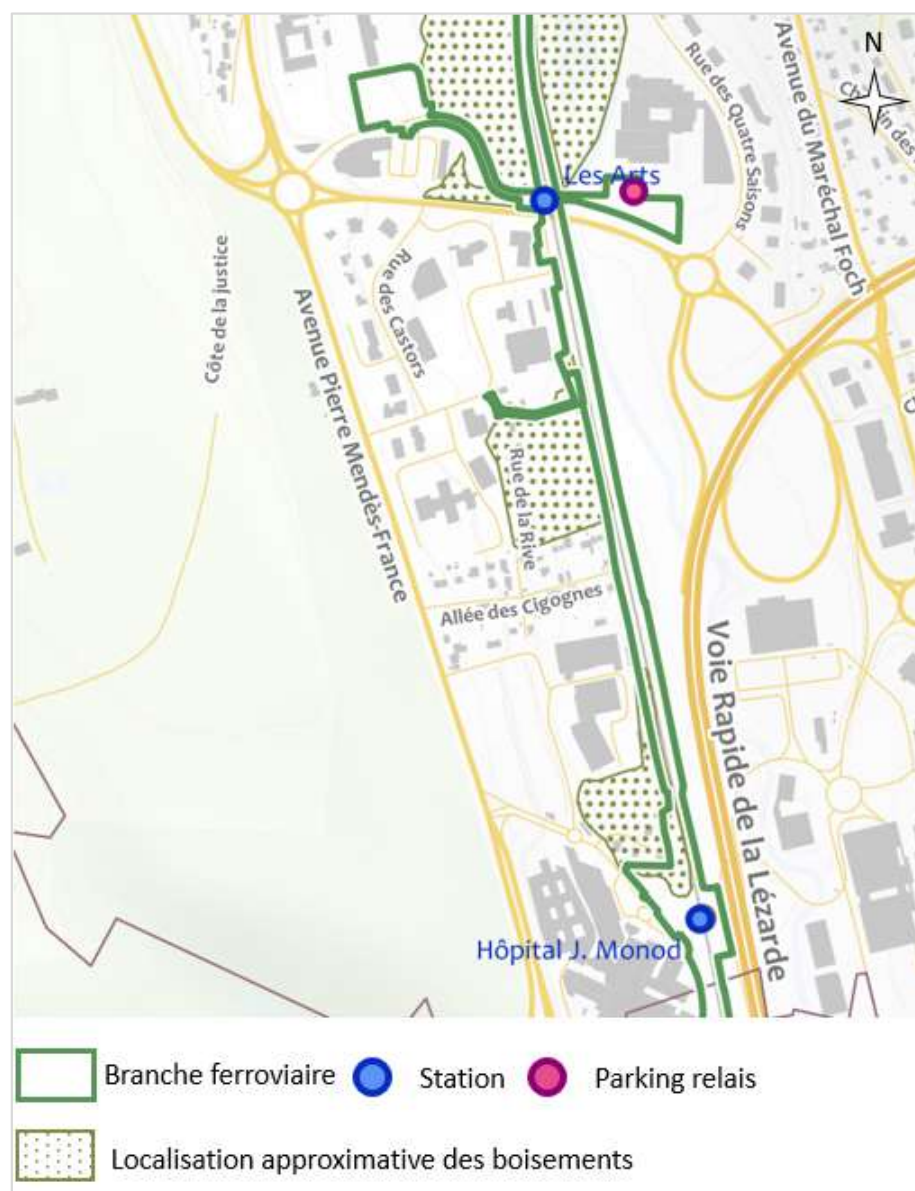 N
Rue des Quatre Saisons
Avenue du Maréchal Foch
Les Arts
Côte de la justice
Rue des Castors
Avenue Pierre Mendès-France
Rue de la Rive
Allée des Cigognes
Voie Rapide de la Lézarde
Hôpital J. Monod
Branche ferroviaire
Station
Parking relais
Localisation approximative des boisements